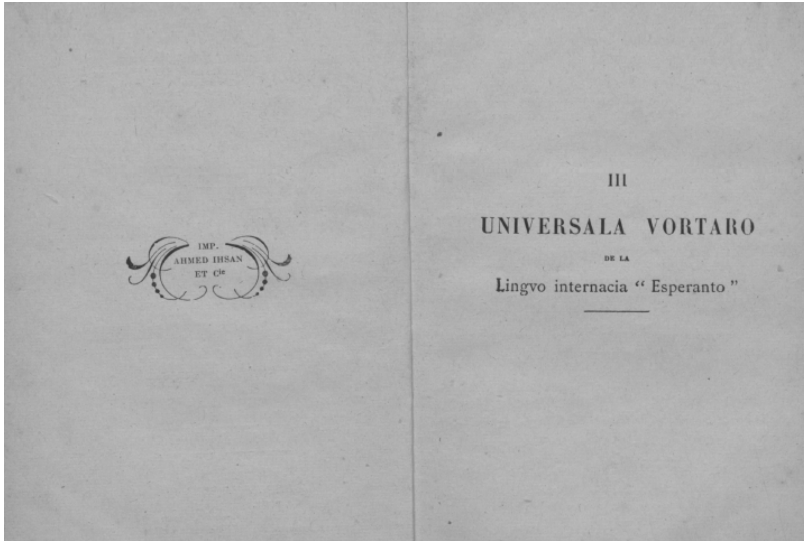 IMP.
AHMED IHSAN
ET Cie
III
UNIVERSALA VORTARO
DE LA
Lingvo internacia “ Esperanto ”